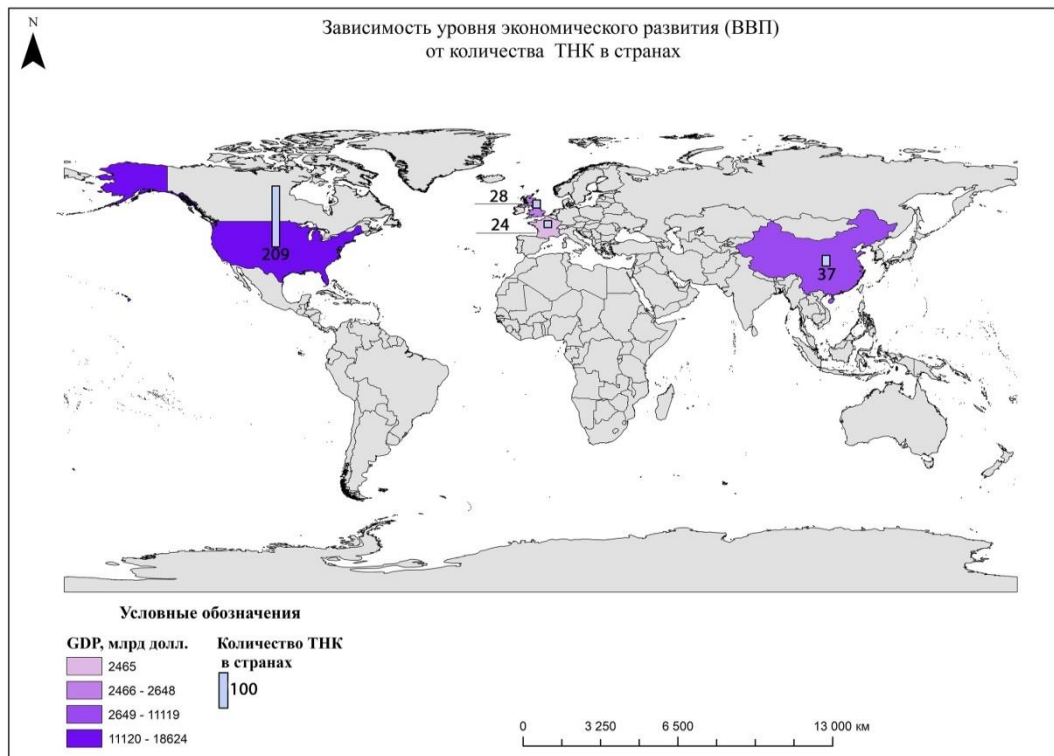 N
Зависимость уровня экономического развития (ВВП)
от количества ТНК в странах
28
24
209
37
Условные обозначения
GDP, млрд долл.
2465
2466 - 2648
2649 - 11119
11120 - 18624
Количество ТНК
в странах
100
0 3 250 6 500 13 000 км